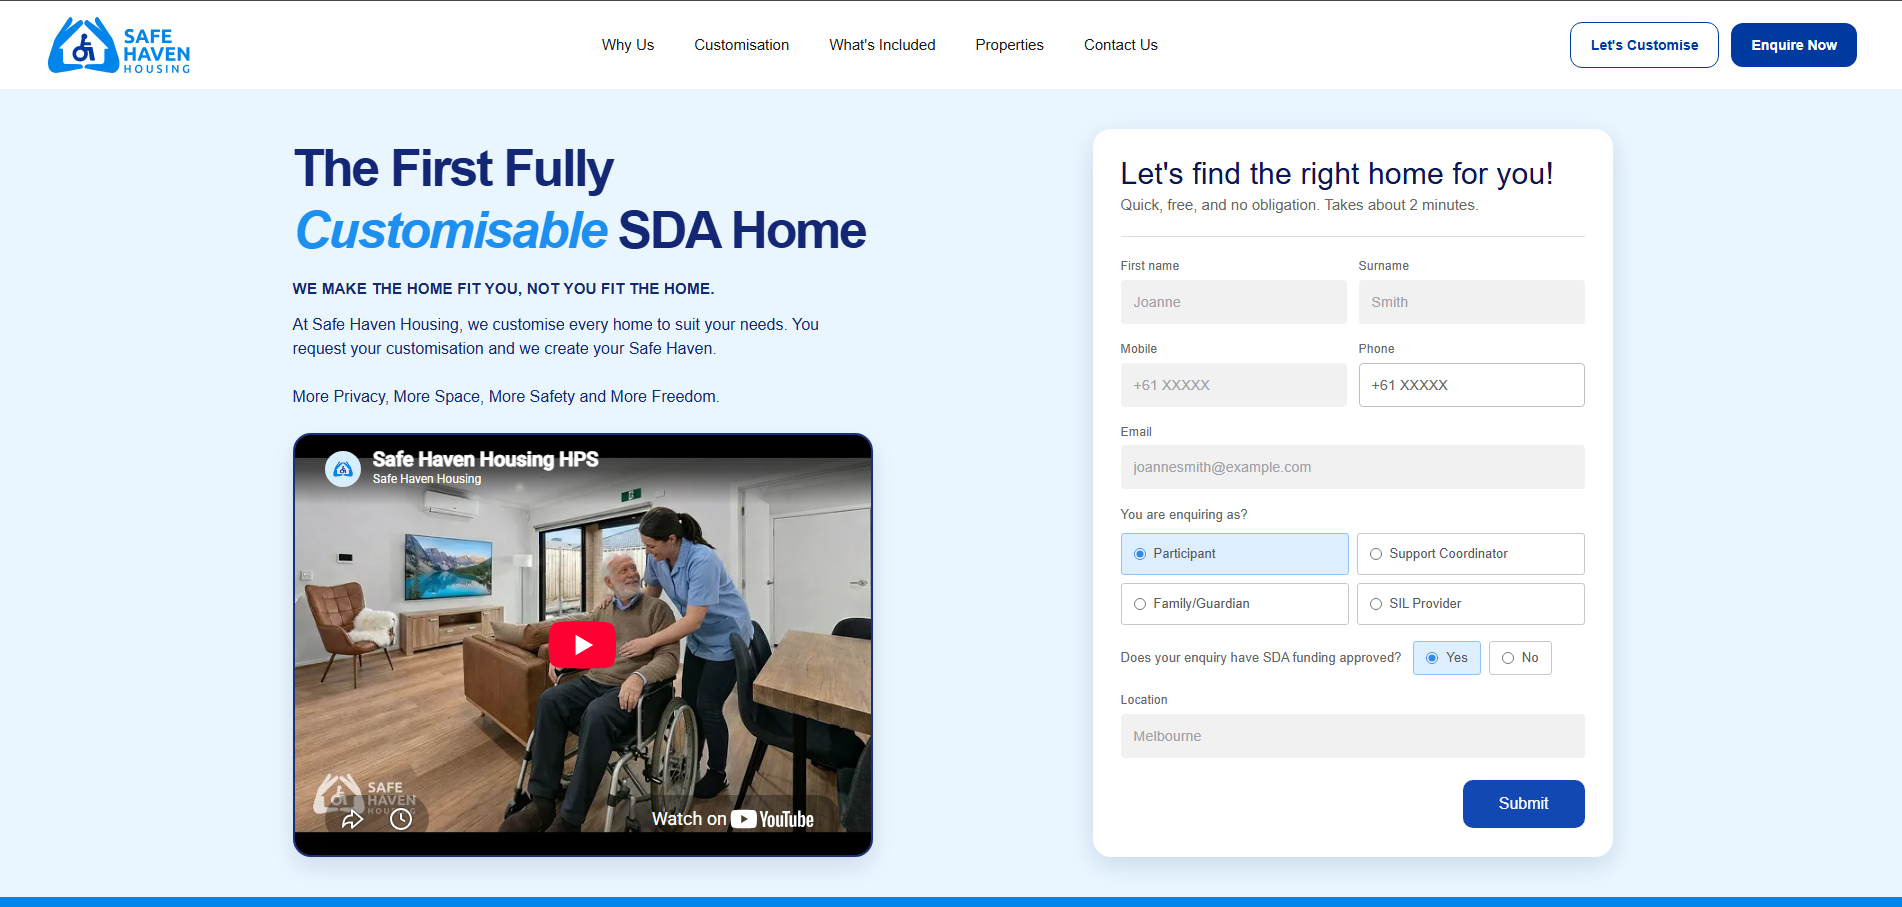 SAFE
HAVEN
HOUSING
Why Us
Customisation
What's Included
Properties
Contact Us
Let's Customise
Enquire Now
The First Fully
Customisable SDA Home
WE MAKE THE HOME FIT YOU, NOT YOU FIT THE HOME.
At Safe Haven Housing, we customise every home to suit your needs. You
request your customisation and we create your Safe Haven.
More Privacy, More Space, More Safety and More Freedom.
Safe Haven Housing HPS
Safe Haven Housing
SAFE
HAVEN
HOUSING
Watch on YouTube
Let's find the right home for you!
Quick, free, and no obligation. Takes about 2 minutes.
First name
Surname
Joanne
Smith
Mobile
Phone
+61 XXXXX
+61 XXXXX
Email
joannesmith@example.com
You are enquiring as?
Participant
Support Coordinator
Family/Guardian
SIL Provider
Does your enquiry have SDA funding approved?
Yes
No
Location
Melbourne
Submit